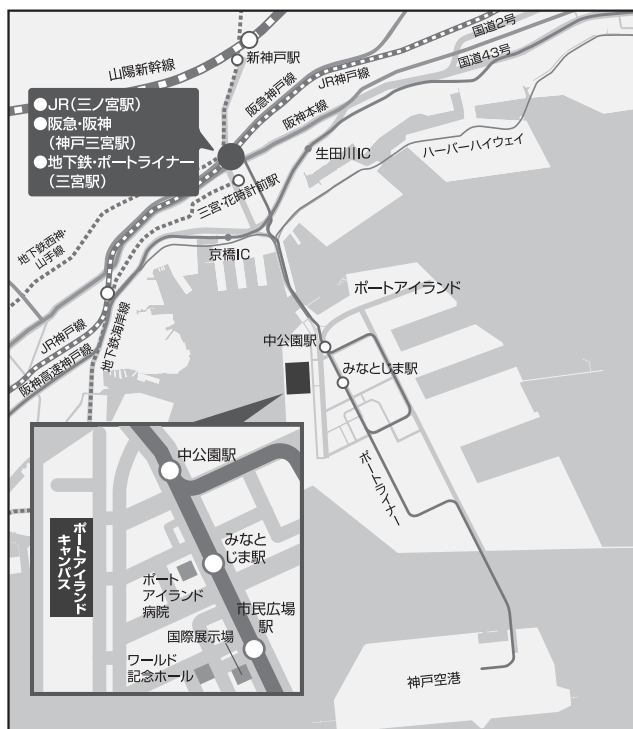 山陽新幹線
新神戸駅
国道2号
国道43号
阪急神戸線
JR神戸線
阪神本線
●JR(三ノ宮駅)
●阪急・阪神
(神戸三宮駅)
●地下鉄・ポートライナー
(三宮駅)
生田川IC
ハーバーハイウェイ
三宮・花時計前駅
地下鉄西神・
山手線
京橋IC
ポートアイランド
中公園駅
みなとじま駅
JR神戸線
阪神高速神戸線
地下鉄海岸線
ポートライナー
神戸空港
中公園駅
ポートアイランド
キャンパス
みなと
じま駅
ポート
アイランド
病院
市民広場
駅
国際展示場
ワールド
記念ホール